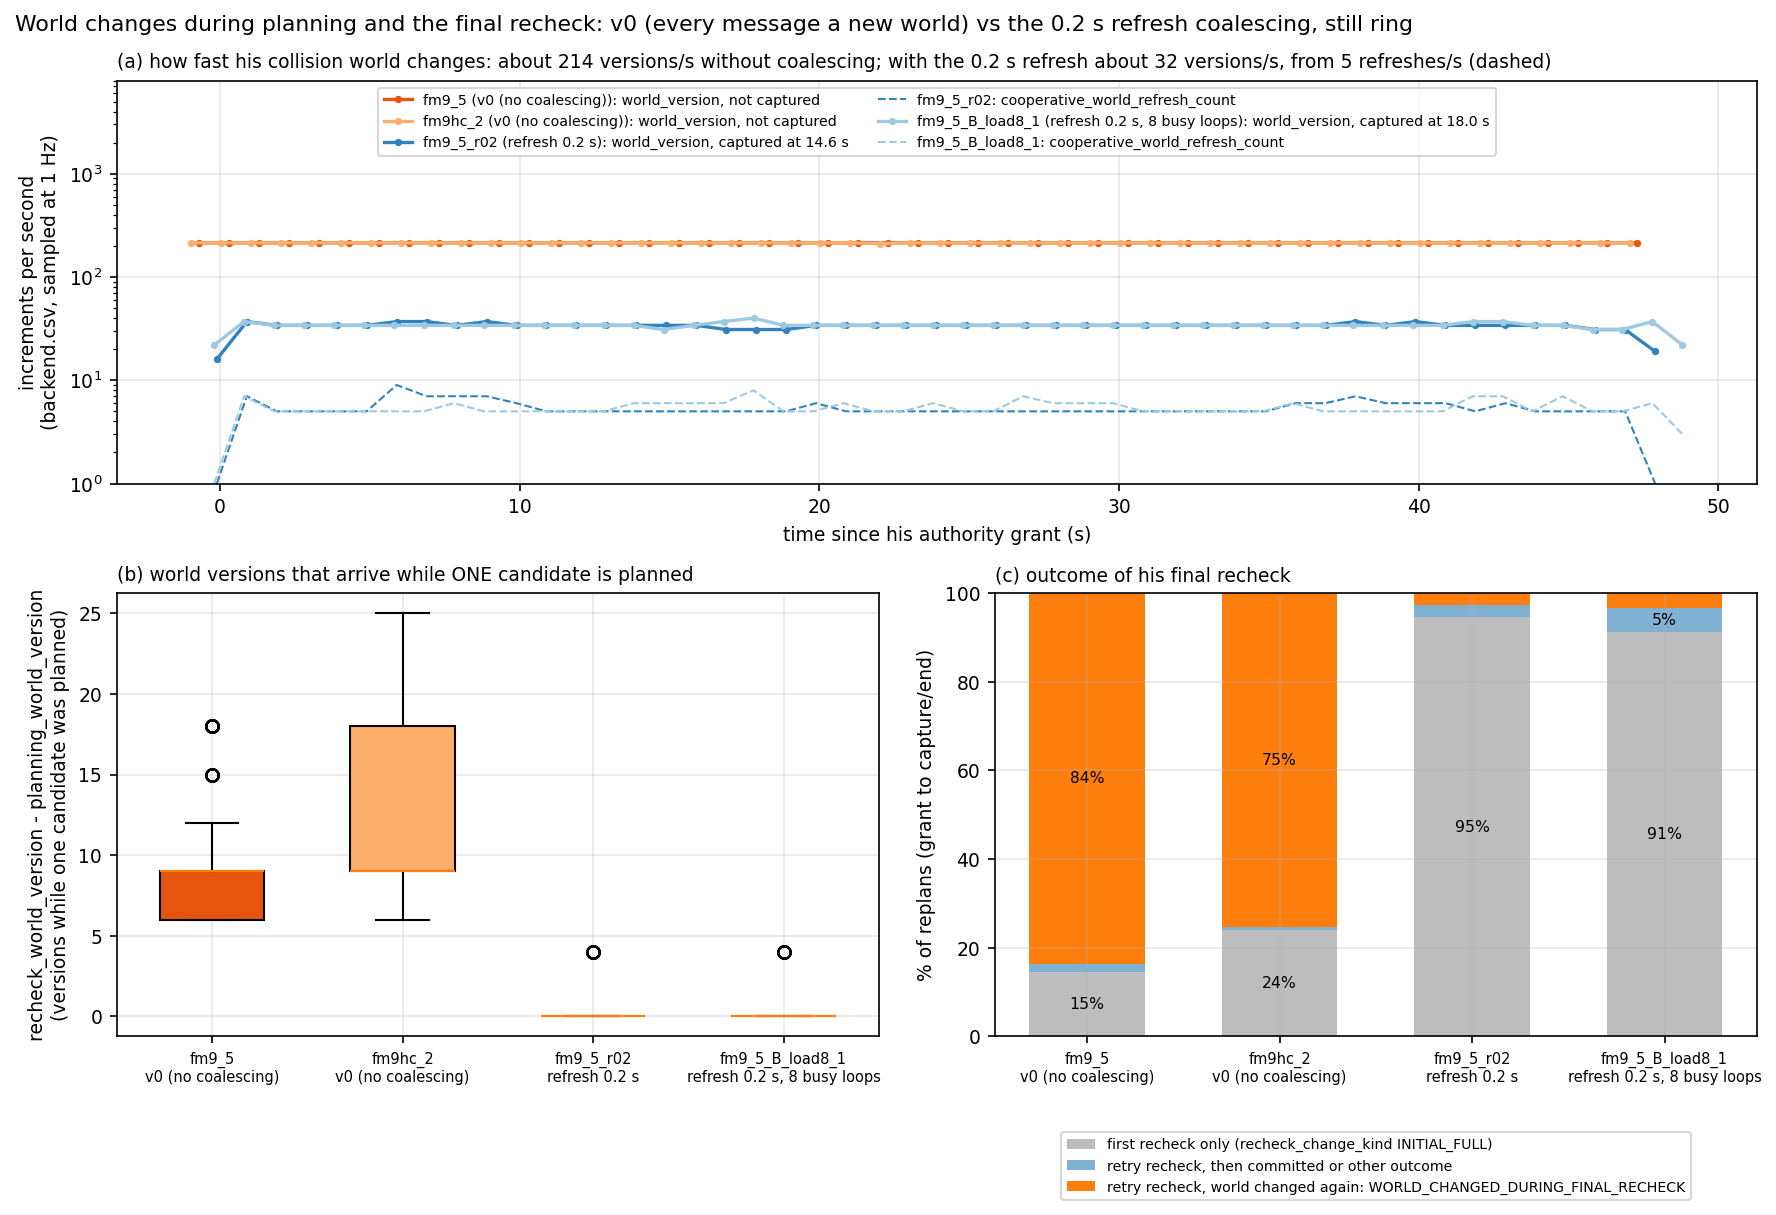 World changes during planning and the final recheck: v0 (every message a new world) vs the 0.2 s refresh coalescing, still ring
(a) how fast his collision world changes: about 214 versions/s without coalescing; with the 0.2 s refresh about 32 versions/s, from 5 refreshes/s (dashed)
increments per second
(backend.csv, sampled at 1 Hz)
10³
10²
10¹
10⁰
fm9_5 (v0 (no coalescing)): world_version, not captured
fm9hc_2 (v0 (no coalescing)): world_version, not captured
fm9_5_r02 (refresh 0.2 s): world_version, captured at 14.6 s
fm9_5_r02: cooperative_world_refresh_count
fm9_5_B_load8_1 (refresh 0.2 s, 8 busy loops): world_version, captured at 18.0 s
fm9_5_B_load8_1: cooperative_world_refresh_count
0 10 20 30 40 50
time since his authority grant (s)
(b) world versions that arrive while ONE candidate is planned
recheck_world_version - planning_world_version
(versions while one candidate was planned)
25
20
15
10
5
0
fm9_5
v0 (no coalescing)
fm9hc_2
v0 (no coalescing)
fm9_5_r02
refresh 0.2 s
fm9_5_B_load8_1
refresh 0.2 s, 8 busy loops
(c) outcome of his final recheck
% of replans (grant to capture/end)
100
80
60
40
20
0
84%
15%
75%
24%
95%
5%
91%
fm9_5
v0 (no coalescing)
fm9hc_2
v0 (no coalescing)
fm9_5_r02
refresh 0.2 s
fm9_5_B_load8_1
refresh 0.2 s, 8 busy loops
first recheck only (recheck_change_kind INITIAL_FULL)
retry recheck, then committed or other outcome
retry recheck, world changed again: WORLD_CHANGED_DURING_FINAL_RECHECK